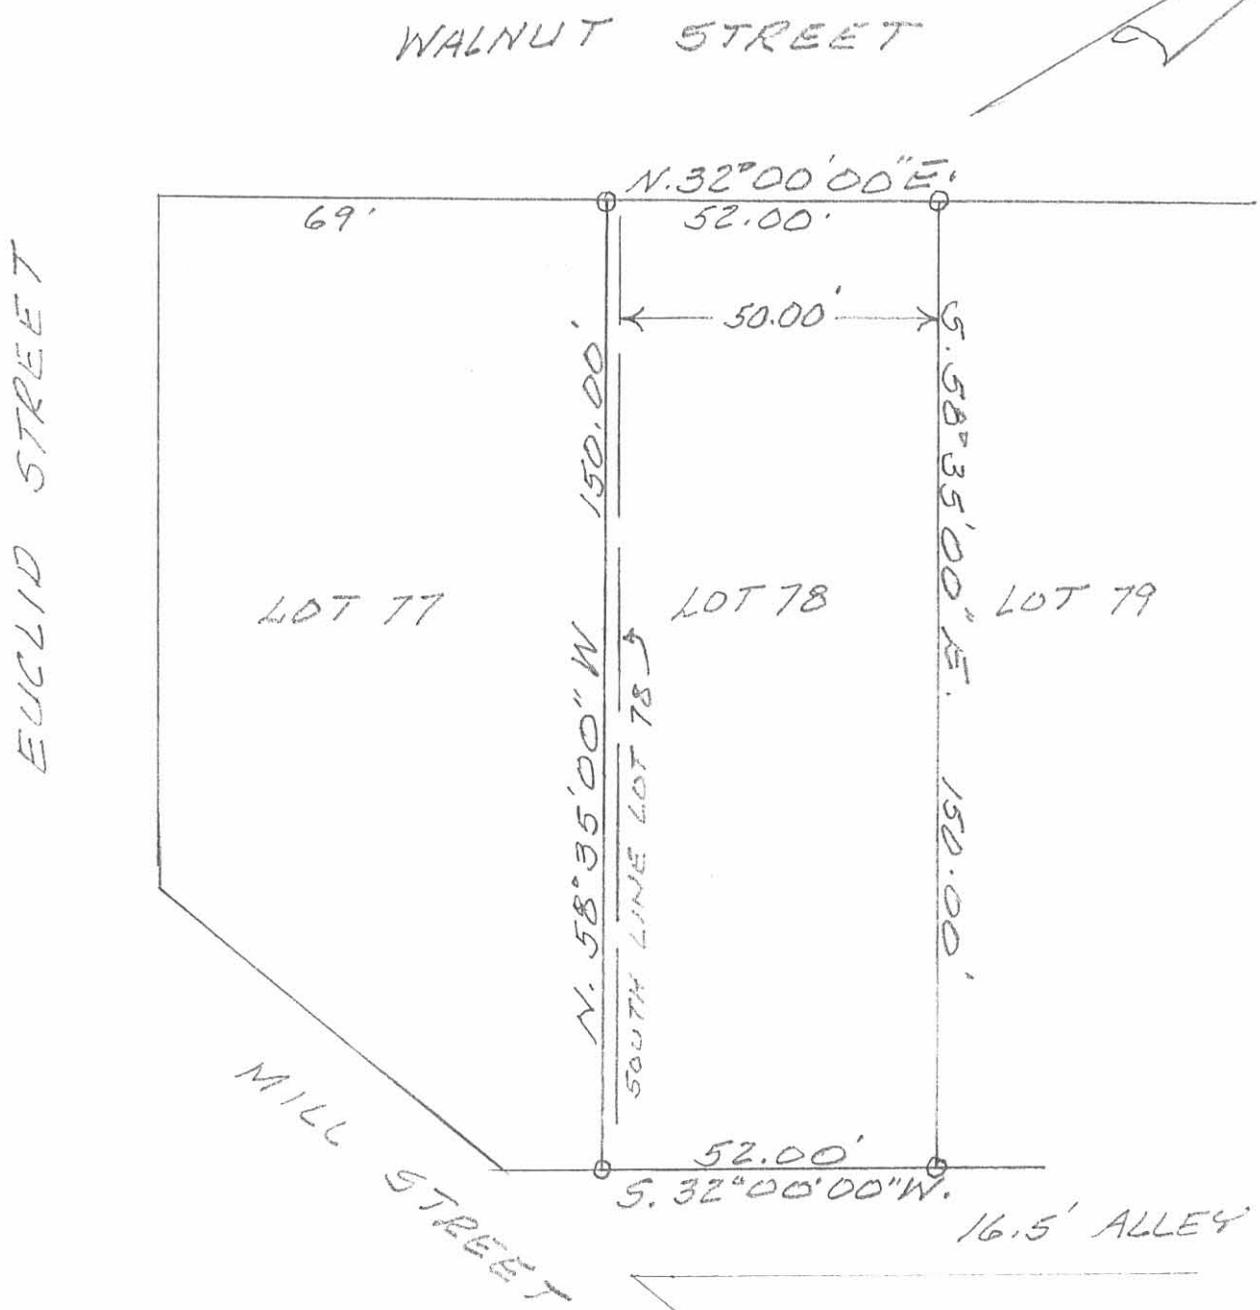 WALNUT STREET
N. 32°00'00" E.
69'
52.00'
50.00'
EUCLID STREET
150.00'
N. 58°35'00" W
SOUTH LINE LOT 78
S. 58°35'00" E. 150.00'
LOT 77
LOT 78
LOT 79
MILL STREET
52.00'
S. 32°00'00" W.
16.5' ALLEY